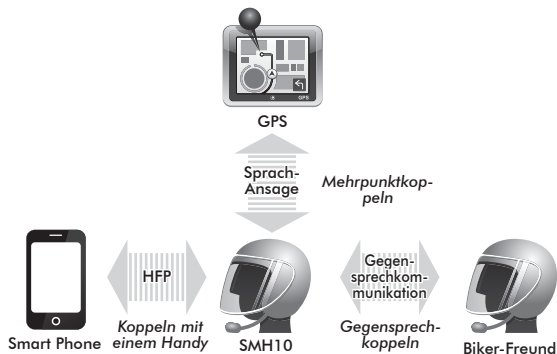 GPS
GPS
Sprach-
Ansage
Mehrpunktkop-
peln
HFP
Gegen-
sprechkom-
munikation
Smart Phone
Koppeln mit
einem Handy
SMH10
Gegensprech-
koppeln
Biker-Freund